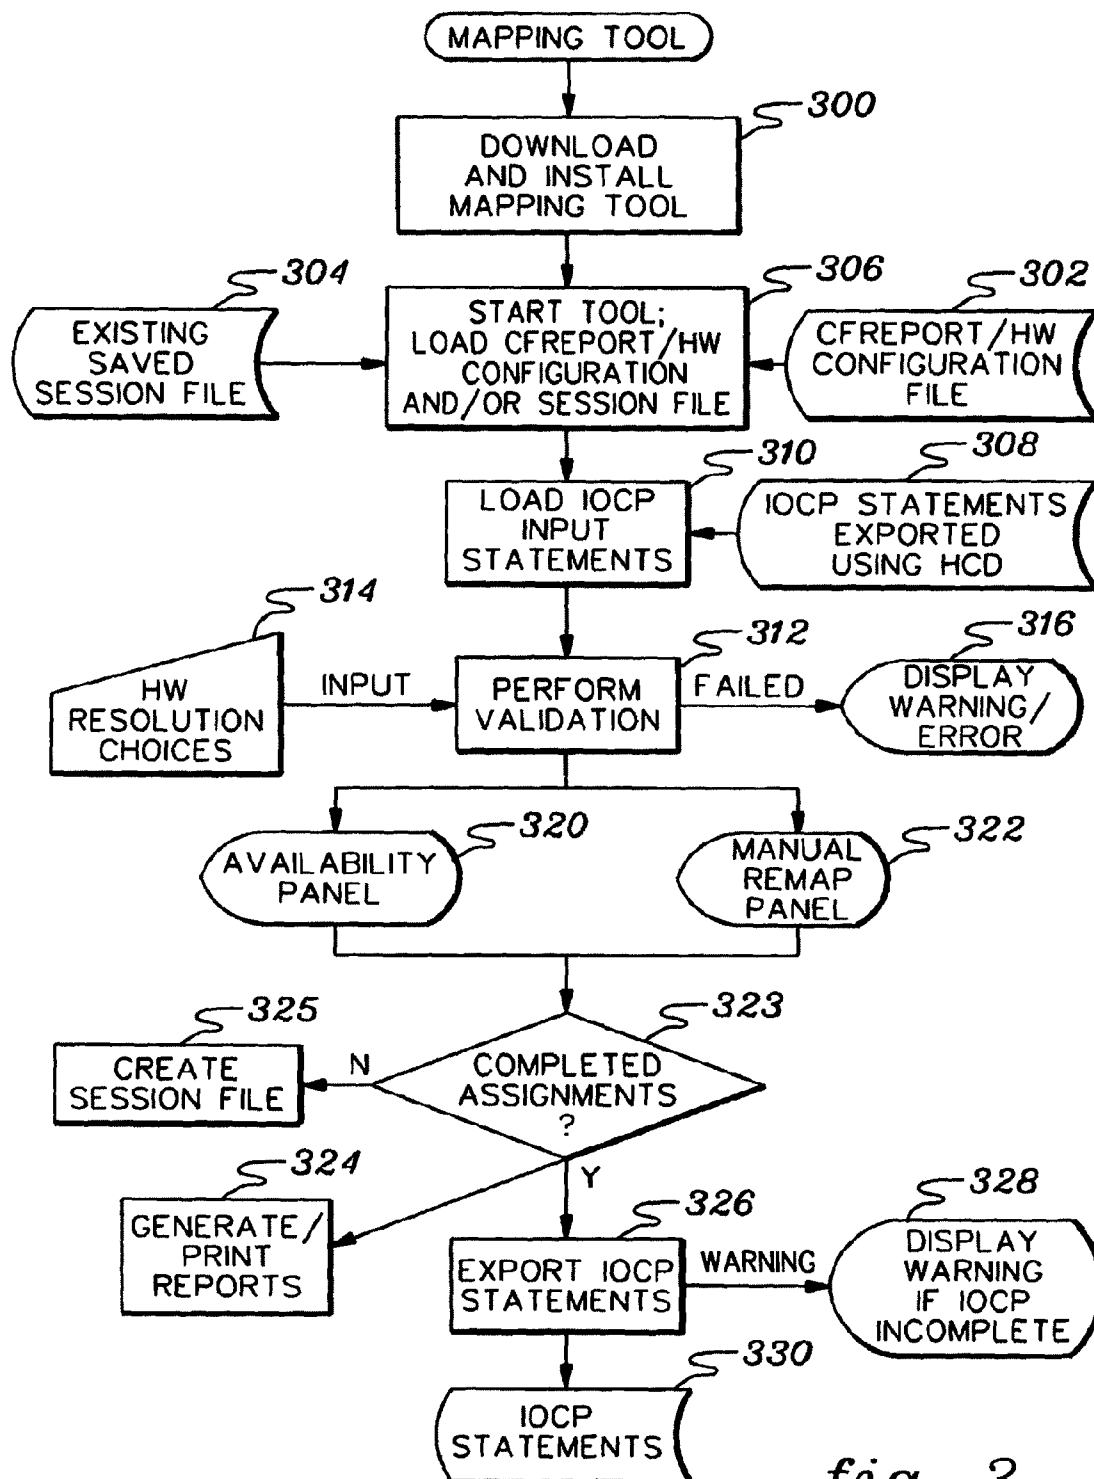 MAPPING TOOL
300
DOWNLOAD
AND INSTALL
MAPPING TOOL
304
306
302
EXISTING
SAVED
SESSION FILE
START TOOL;
LOAD CFREPORT/HW
CONFIGURATION
AND/OR SESSION FILE
CFREPORT/HW
CONFIGURATION
FILE
310
308
LOAD IOCP
INPUT
STATEMENTS
IOCP STATEMENTS
EXPORTED
USING HCD
314
312
316
HW
RESOLUTION
CHOICES
INPUT
PERFORM
VALIDATION
FAILED
DISPLAY
WARNING/
ERROR
320
322
AVAILABILITY
PANEL
MANUAL
REMAP
PANEL
325
323
CREATE
SESSION FILE
N
COMPLETED
ASSIGNMENTS
?
Y
324
326
328
GENERATE/
PRINT
REPORTS
EXPORT IOCP
STATEMENTS
WARNING
DISPLAY
WARNING
IF IOCP
INCOMPLETE
330
IOCP
STATEMENTS
fig. 3